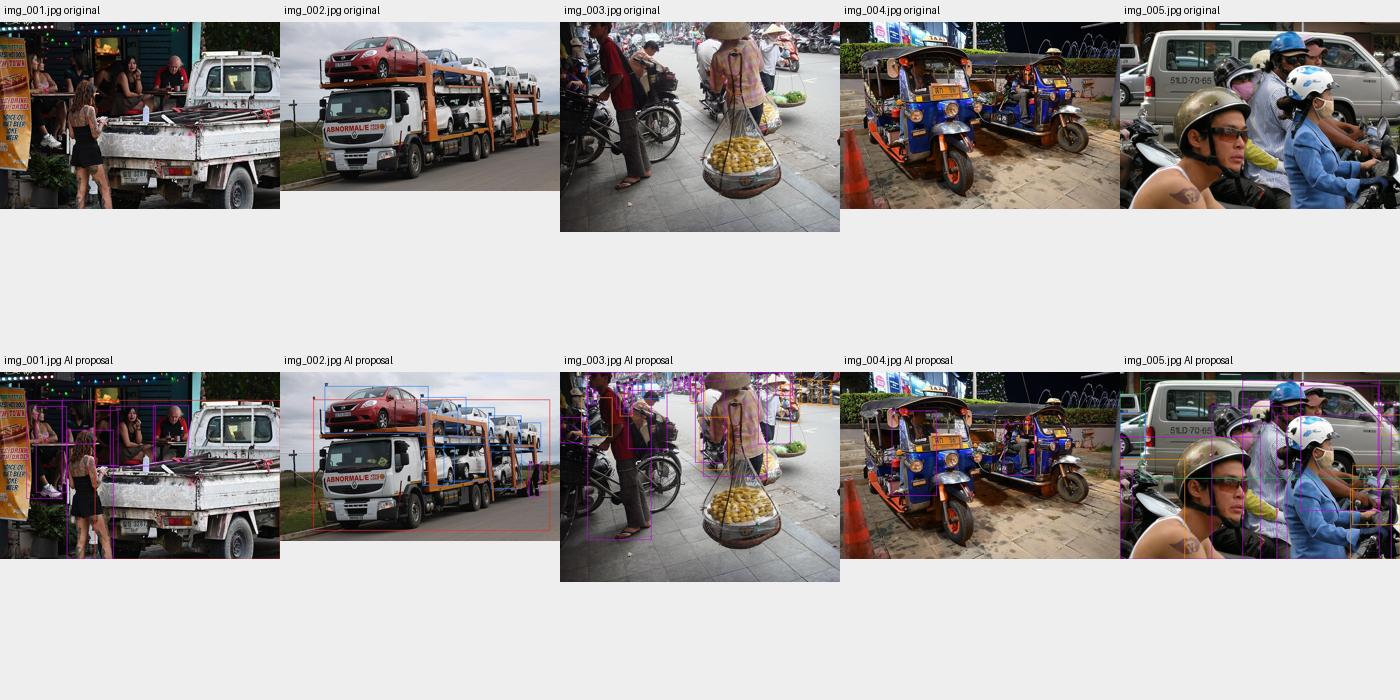 img_001.jpg original
img_002.jpg original
img_003.jpg original
img_004.jpg original
img_005.jpg original
ABNORMAL
51LD-70-65
img_001.jpg AI proposal
img_002.jpg AI proposal
img_003.jpg AI proposal
img_004.jpg AI proposal
img_005.jpg AI proposal
ABNORMAL
51LD-70-65